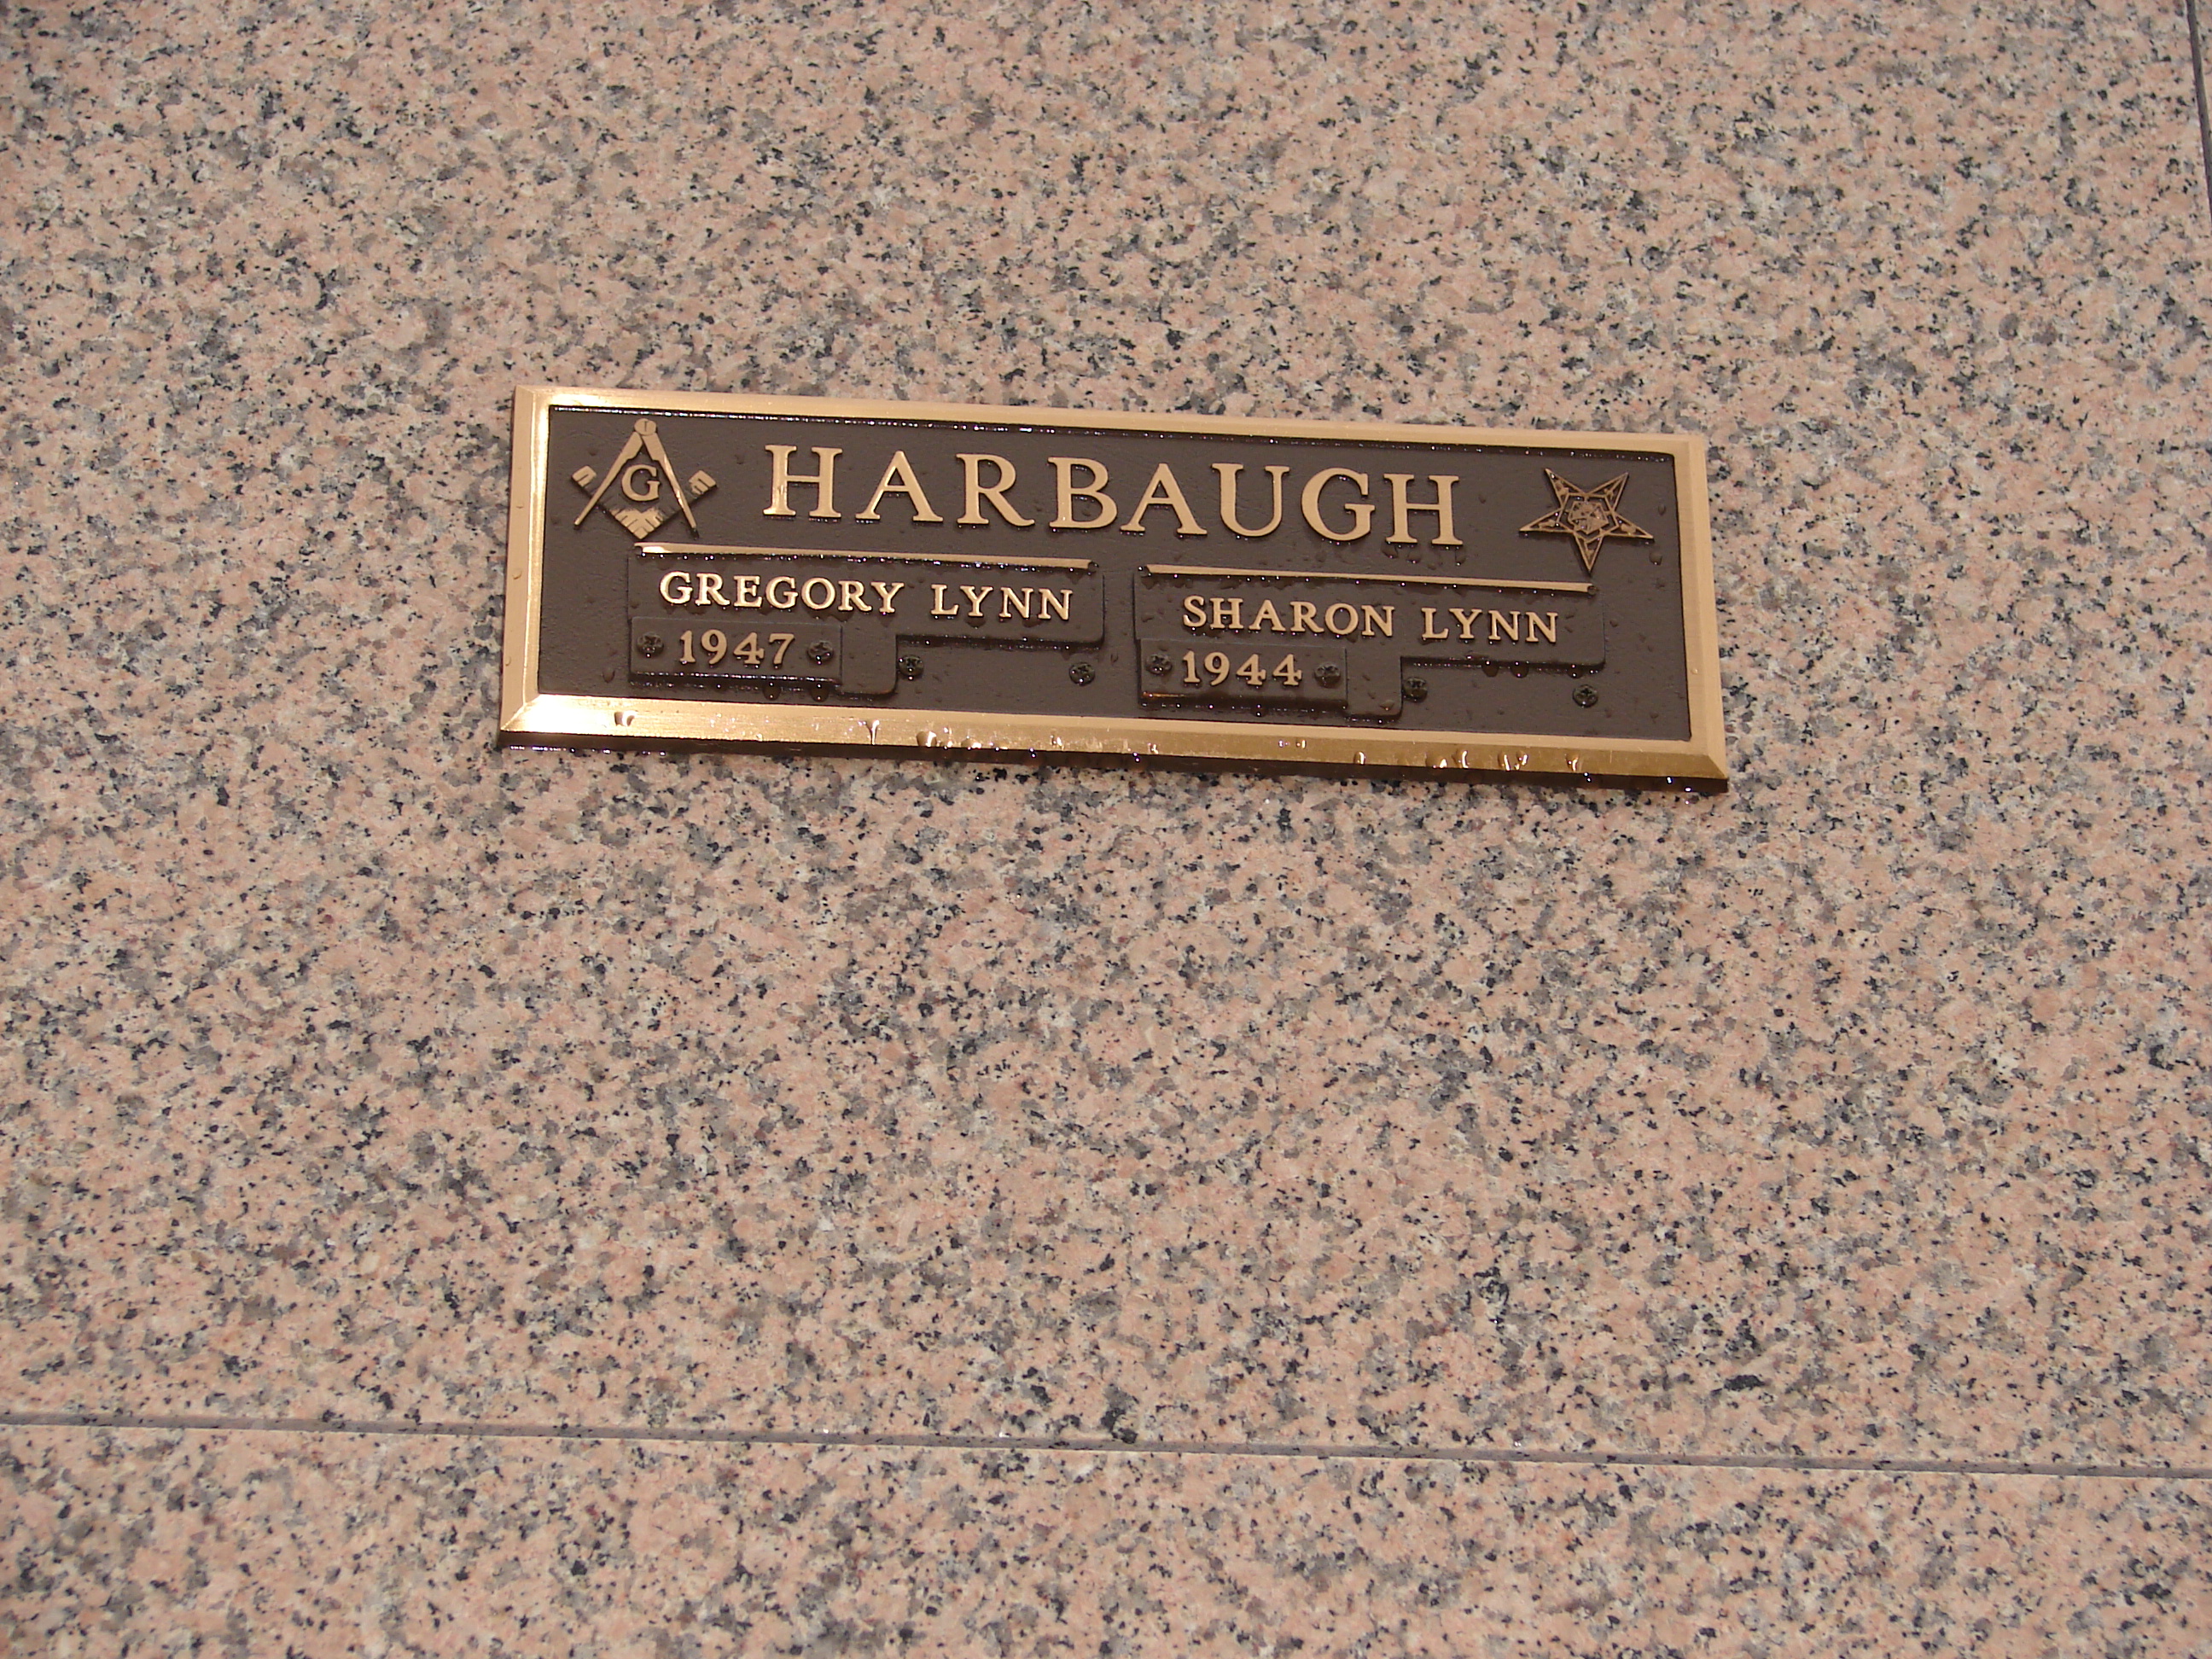 G
HARBAUGH
GREGORY LYNN
1947
SHARON LYNN
1944